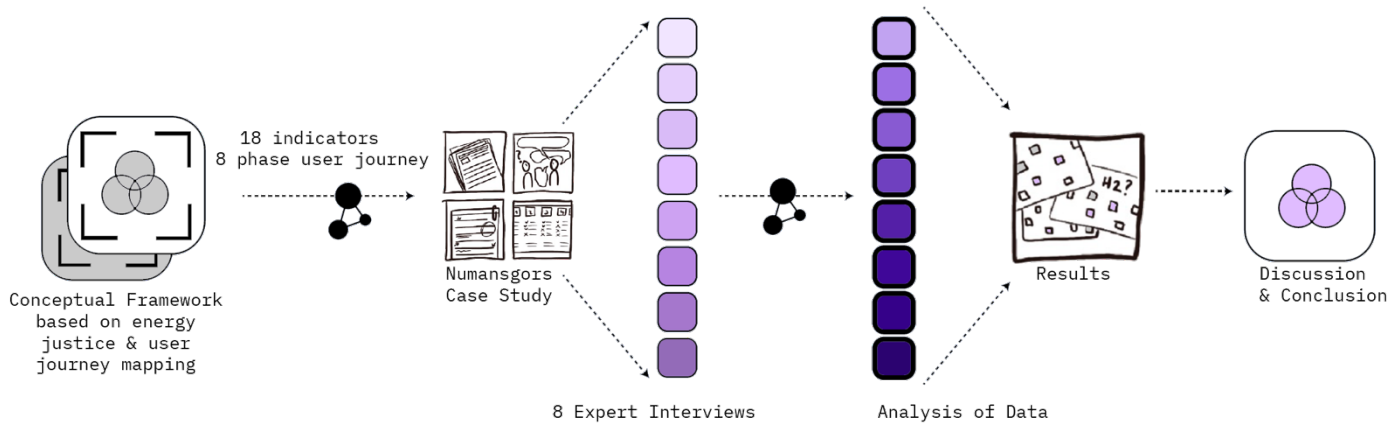 18 indicators
8 phase user journey
Conceptual Framework
based on energy
justice & user
journey mapping
Numansgors
Case Study
8 Expert Interviews
Analysis of Data
H2?
Results
Discussion
& Conclusion